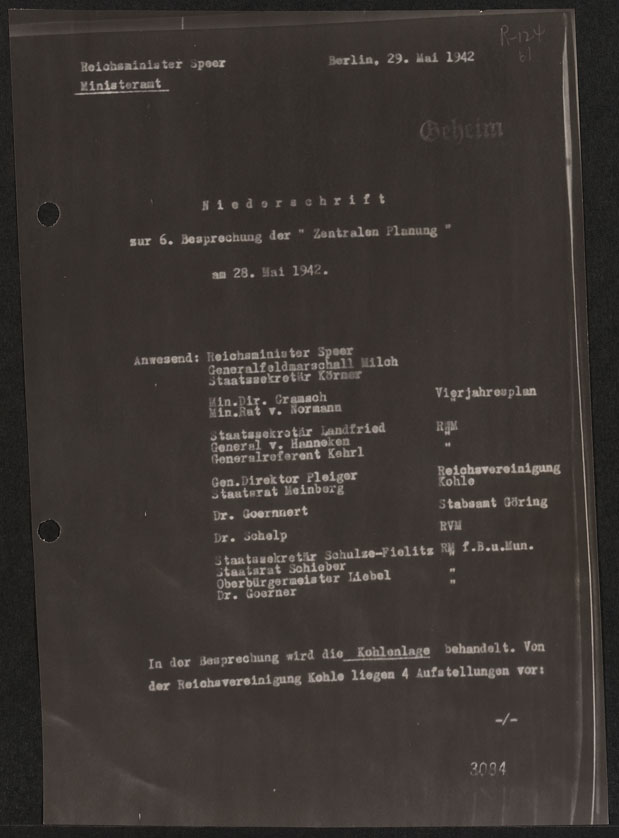 R-124
61
Reichsminister Speer
Ministeramt
Berlin, 29. Mai 1942
Geheim
Niederschrift
zur 6. Besprechung der " Zentralen Planung "
am 28. Mai 1942.
Anwesend: Reichsminister Speer
Generalfeldmarschall Milch
Staatssekretär Körner
Min.Dir. Gramsch Vierjahresplan
Min.Rat v. Normann
Staatssekretär Landfried RWM
General v. Hanneken "
Generalreferent Kehrl
Gen.Direktor Pleiger Reichsvereinigung
Staatsrat Meinberg Kohle
Dr. Goernnert Stabsamt Göring
Dr. Schelp RVM
Staatssekretär Schulze-Fielitz RM f.B.u.Mun.
Staatsrat Schieber "
Oberbürgermeister Liebel "
Dr. Goerner
In der Besprechung wird die Kohlenlage behandelt. Von
der Reichsvereinigung Kohle liegen 4 Aufstellungen vor:
-/-
3084